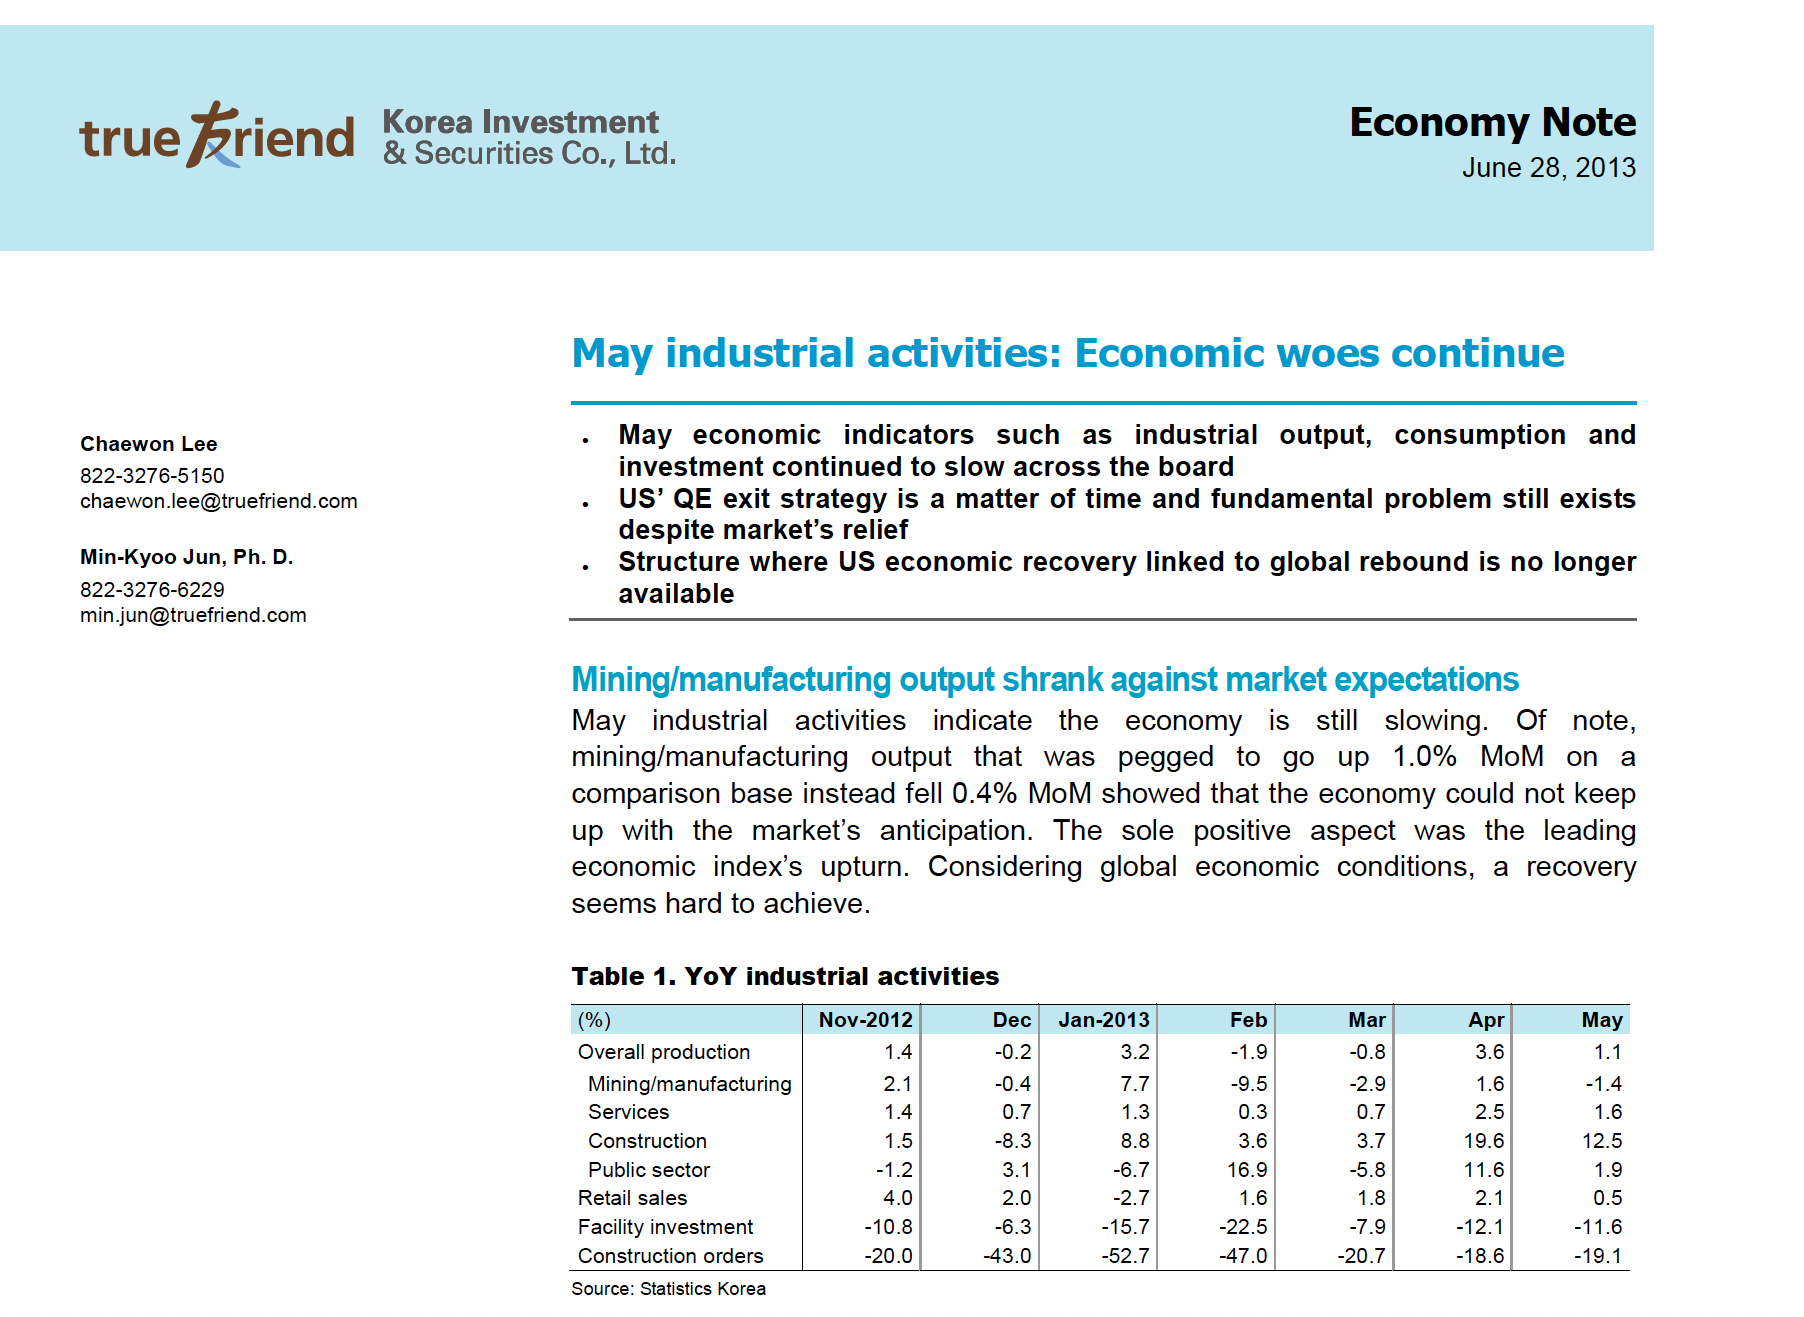 true友riend Korea Investment
& Securities Co., Ltd.
Economy Note
June 28, 2013
May industrial activities: Economic woes continue
Chaewon Lee
822-3276-5150
chaewon.lee@truefriend.com
Min-Kyoo Jun, Ph. D.
822-3276-6229
min.jun@truefriend.com
• May economic indicators such as industrial output, consumption and
investment continued to slow across the board
• US’ QE exit strategy is a matter of time and fundamental problem still exists
despite market’s relief
• Structure where US economic recovery linked to global rebound is no longer
available
Mining/manufacturing output shrank against market expectations
May industrial activities indicate the economy is still slowing. Of note,
mining/manufacturing output that was pegged to go up 1.0% MoM on a
comparison base instead fell 0.4% MoM showed that the economy could not keep
up with the market’s anticipation. The sole positive aspect was the leading
economic index’s upturn. Considering global economic conditions, a recovery
seems hard to achieve.
Table 1. YoY industrial activities
(%) Nov-2012 Dec Jan-2013 Feb Mar Apr May
Overall production 1.4 -0.2 3.2 -1.9 -0.8 3.6 1.1
Mining/manufacturing 2.1 -0.4 7.7 -9.5 -2.9 1.6 -1.4
Services 1.4 0.7 1.3 0.3 0.7 2.5 1.6
Construction 1.5 -8.3 8.8 3.6 3.7 19.6 12.5
Public sector -1.2 3.1 -6.7 16.9 -5.8 11.6 1.9
Retail sales 4.0 2.0 -2.7 1.6 1.8 2.1 0.5
Facility investment -10.8 -6.3 -15.7 -22.5 -7.9 -12.1 -11.6
Construction orders -20.0 -43.0 -52.7 -47.0 -20.7 -18.6 -19.1
Source: Statistics Korea